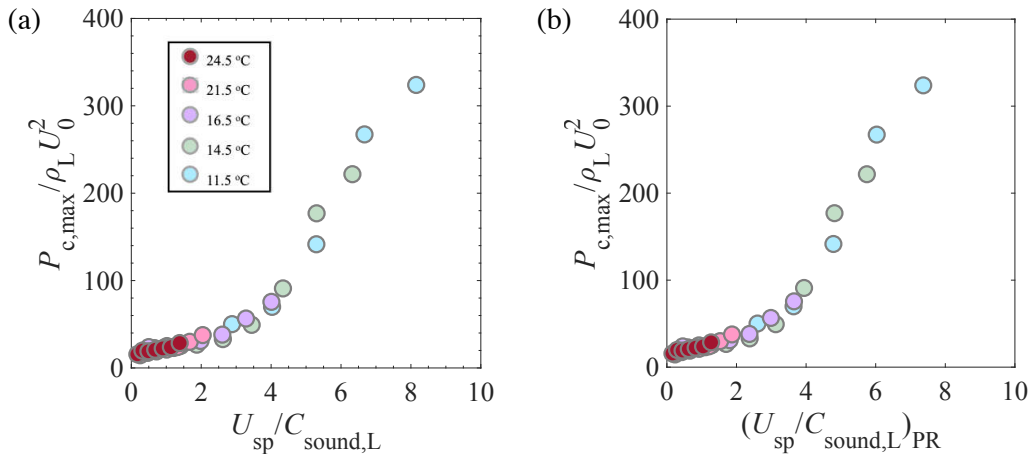 (a)
400
300
200
100
0
P_c,max/ρ_L U_0^2
24.5 °C
21.5 °C
16.5 °C
14.5 °C
11.5 °C
0 2 4 6 8 10
U_sp/C_sound,L
(b)
400
300
200
100
0
P_c,max/ρ_L U_0^2
0 2 4 6 8 10
(U_sp/C_sound,L)_PR